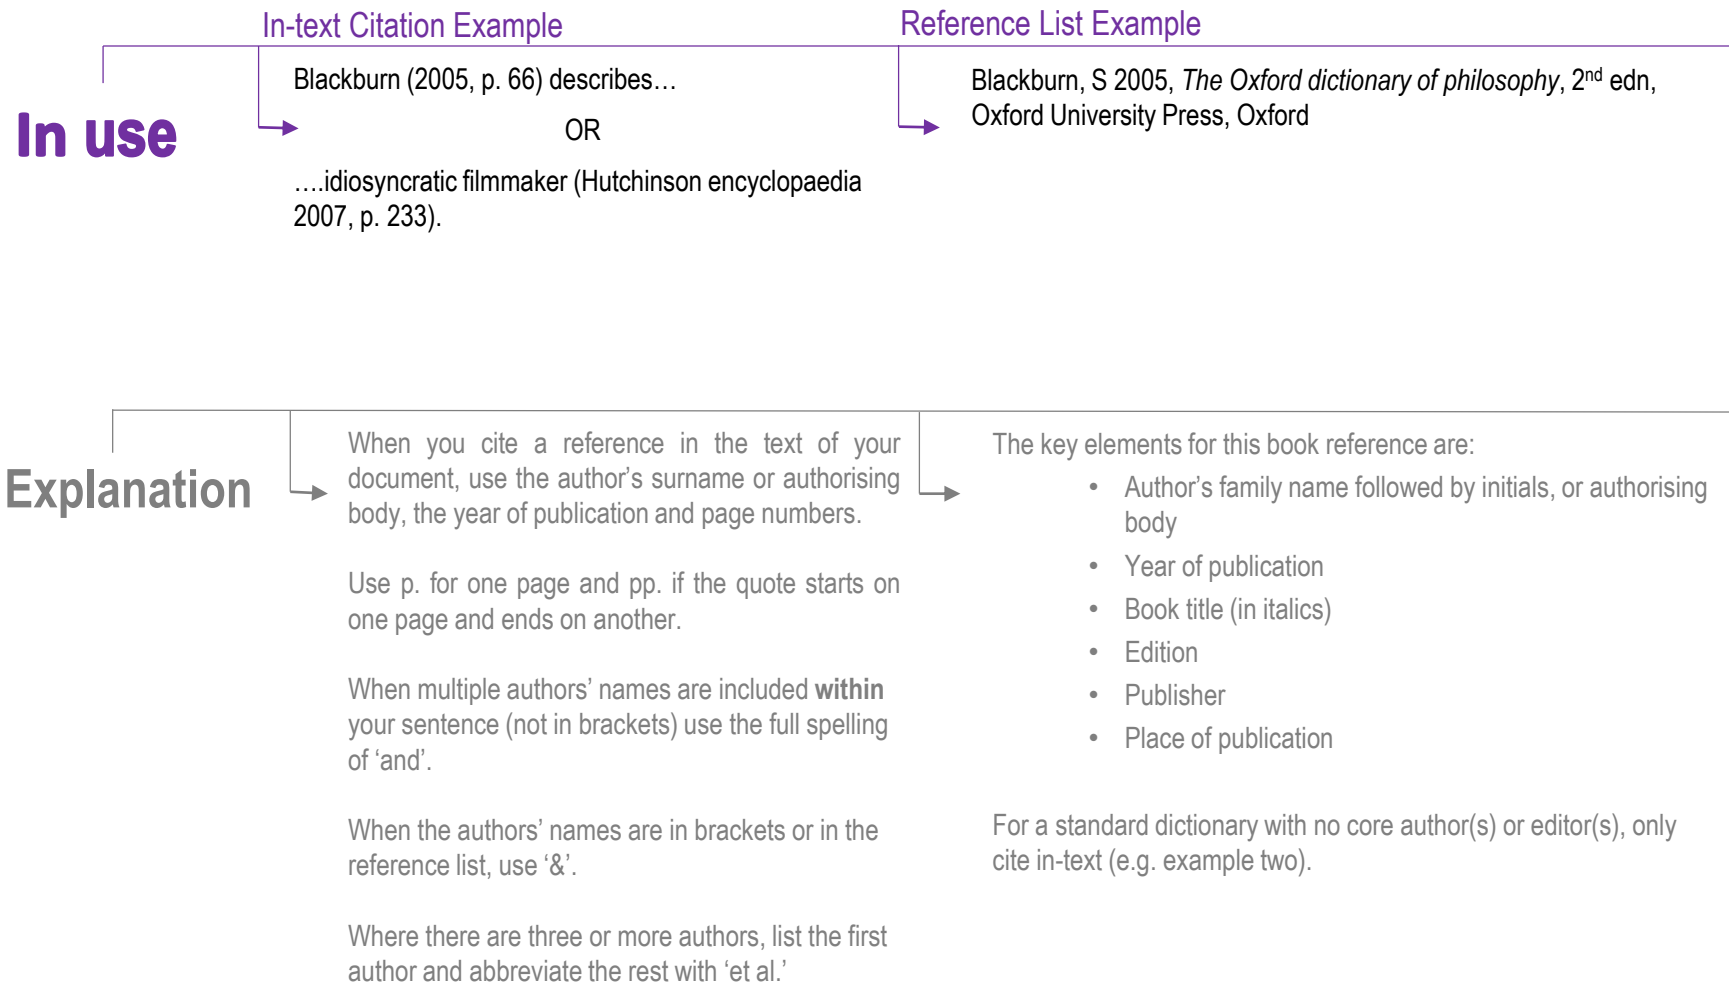 In-text Citation Example
Reference List Example
In use
Blackburn (2005, p. 66) describes…
OR
….idiosyncratic filmmaker (Hutchinson encyclopaedia
2007, p. 233).
Blackburn, S 2005, The Oxford dictionary of philosophy, 2nd edn,
Oxford University Press, Oxford
Explanation
When you cite a reference in the text of your
document, use the author’s surname or authorising
body, the year of publication and page numbers.
Use p. for one page and pp. if the quote starts on
one page and ends on another.
When multiple authors’ names are included within
your sentence (not in brackets) use the full spelling
of ‘and’.
When the authors’ names are in brackets or in the
reference list, use ‘&’.
Where there are three or more authors, list the first
author and abbreviate the rest with ‘et al.’
The key elements for this book reference are:
• Author’s family name followed by initials, or authorising
body
• Year of publication
• Book title (in italics)
• Edition
• Publisher
• Place of publication
For a standard dictionary with no core author(s) or editor(s), only
cite in-text (e.g. example two).